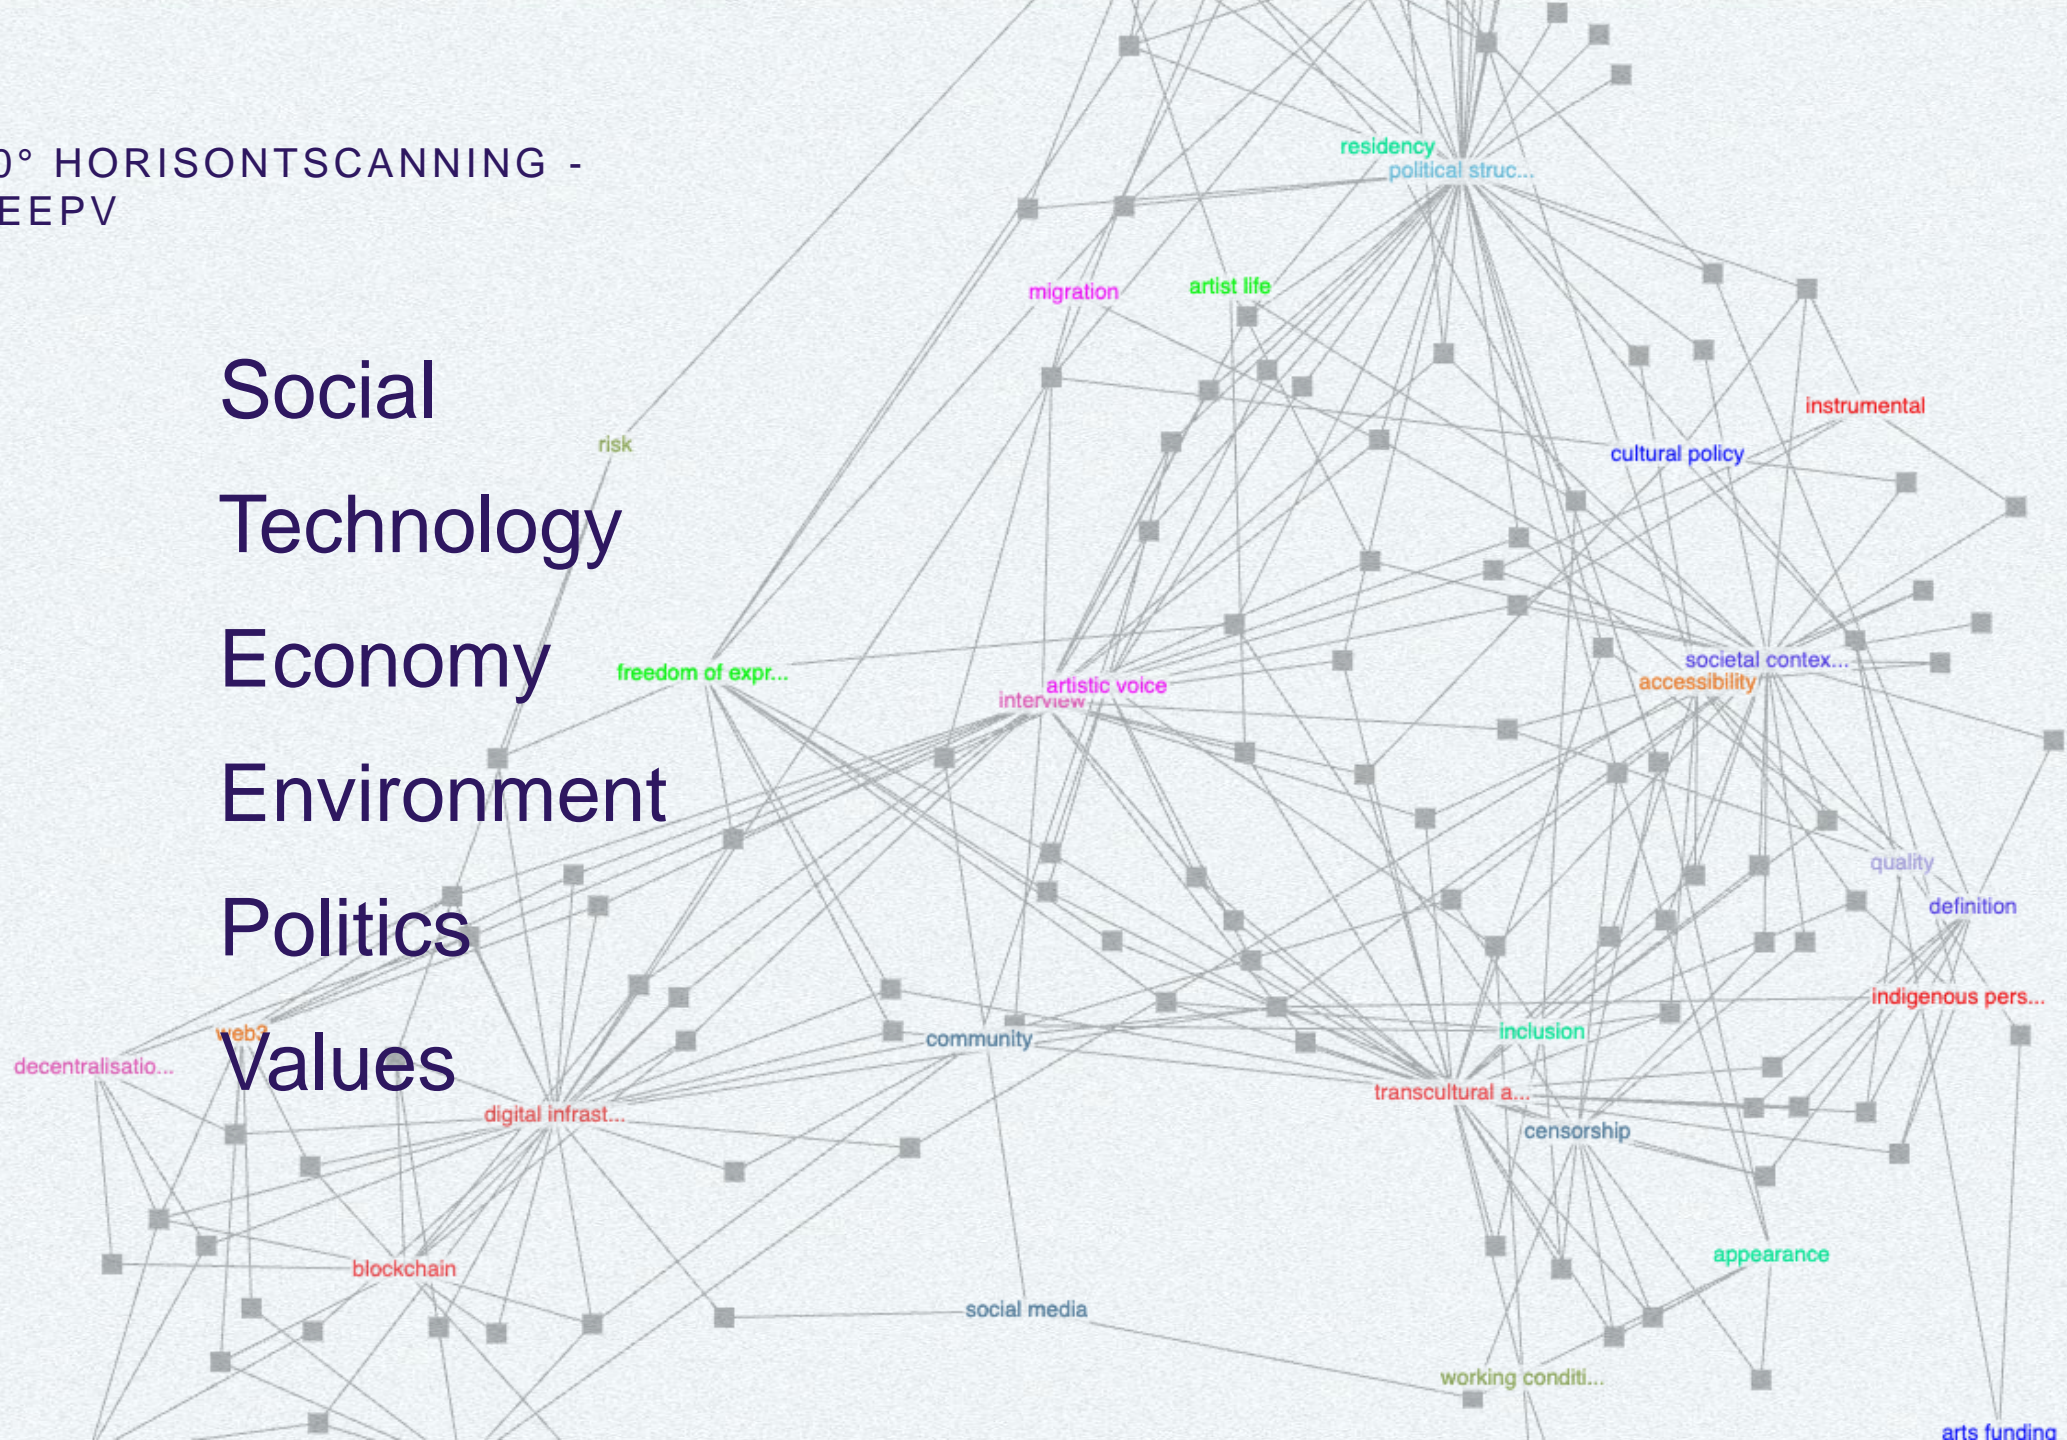 0° HORISONTSCANNING -
EEPV
residency
political struc...
migration
artist life
Social
instrumental
risk
cultural policy
Technology
Economy
freedom of expr...
societal contex...
accessibility
artistic voice
interview
Environment
quality
definition
Politics
indigenous pers...
web3
inclusion
community
Values
decentralisatio...
transcultural a...
digital infrast...
censorship
appearance
blockchain
social media
working conditi...
arts funding